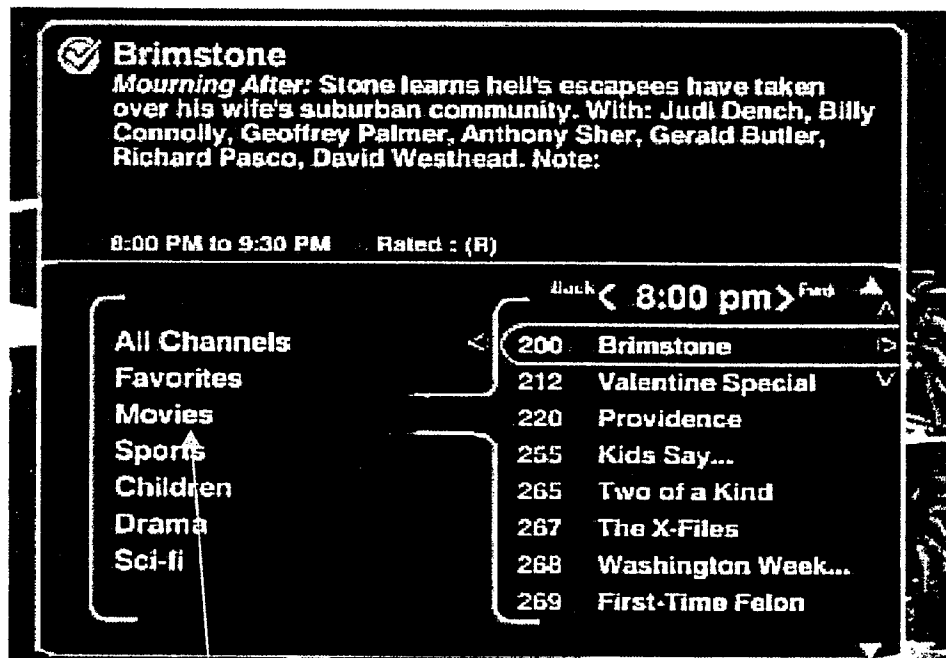 Brimstone
Mourning After: Stone learns hell's escapees have taken
over his wife's suburban community. With: Judi Dench, Billy
Connolly, Geoffrey Palmer, Anthony Sher, Gerald Butler,
Richard Pasco, David Westhead. Note:
8:00 PM to 9:30 PM Rated : (R)
Back < 8:00 pm > Fwd
All Channels
Favorites
Movies
Sports
Children
Drama
Sci-fi
200 Brimstone
212 Valentine Special
220 Providence
255 Kids Say...
265 Two of a Kind
267 The X-Files
268 Washington Week...
269 First-Time Felon